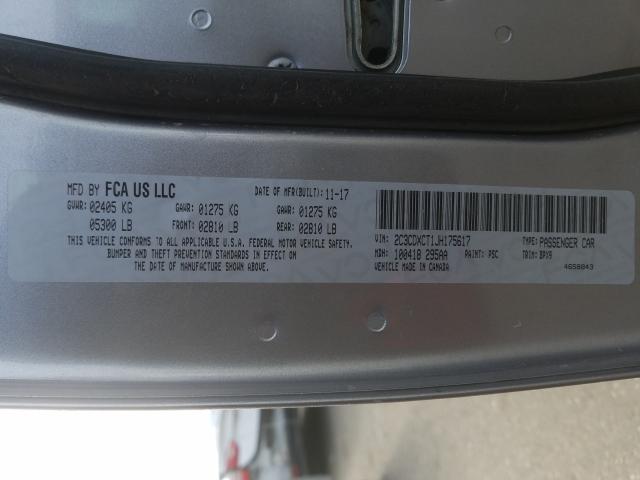 MFD BY FCA US LLC DATE OF MFR(BUILT):11-17
GVWR:02405 KG GAWR:01275 KG GAWR:01275 KG
05300 LB FRONT:02810 LB REAR:02810 LB
THIS VEHICLE CONFORMS TO ALL APPLICABLE U.S.A. FEDERAL MOTOR VEHICLE SAFETY,
BUMPER AND THEFT PREVENTION STANDARDS IN EFFECT ON
THE DATE OF MANUFACTURE SHOWN ABOVE.
VIN:2C3CDXCT1JH175617 TYPE:PASSENGER CAR
MDH: 100418 295AA PAINT: PSC TRIM:BPX9
VEHICLE MADE IN CANADA 4658843